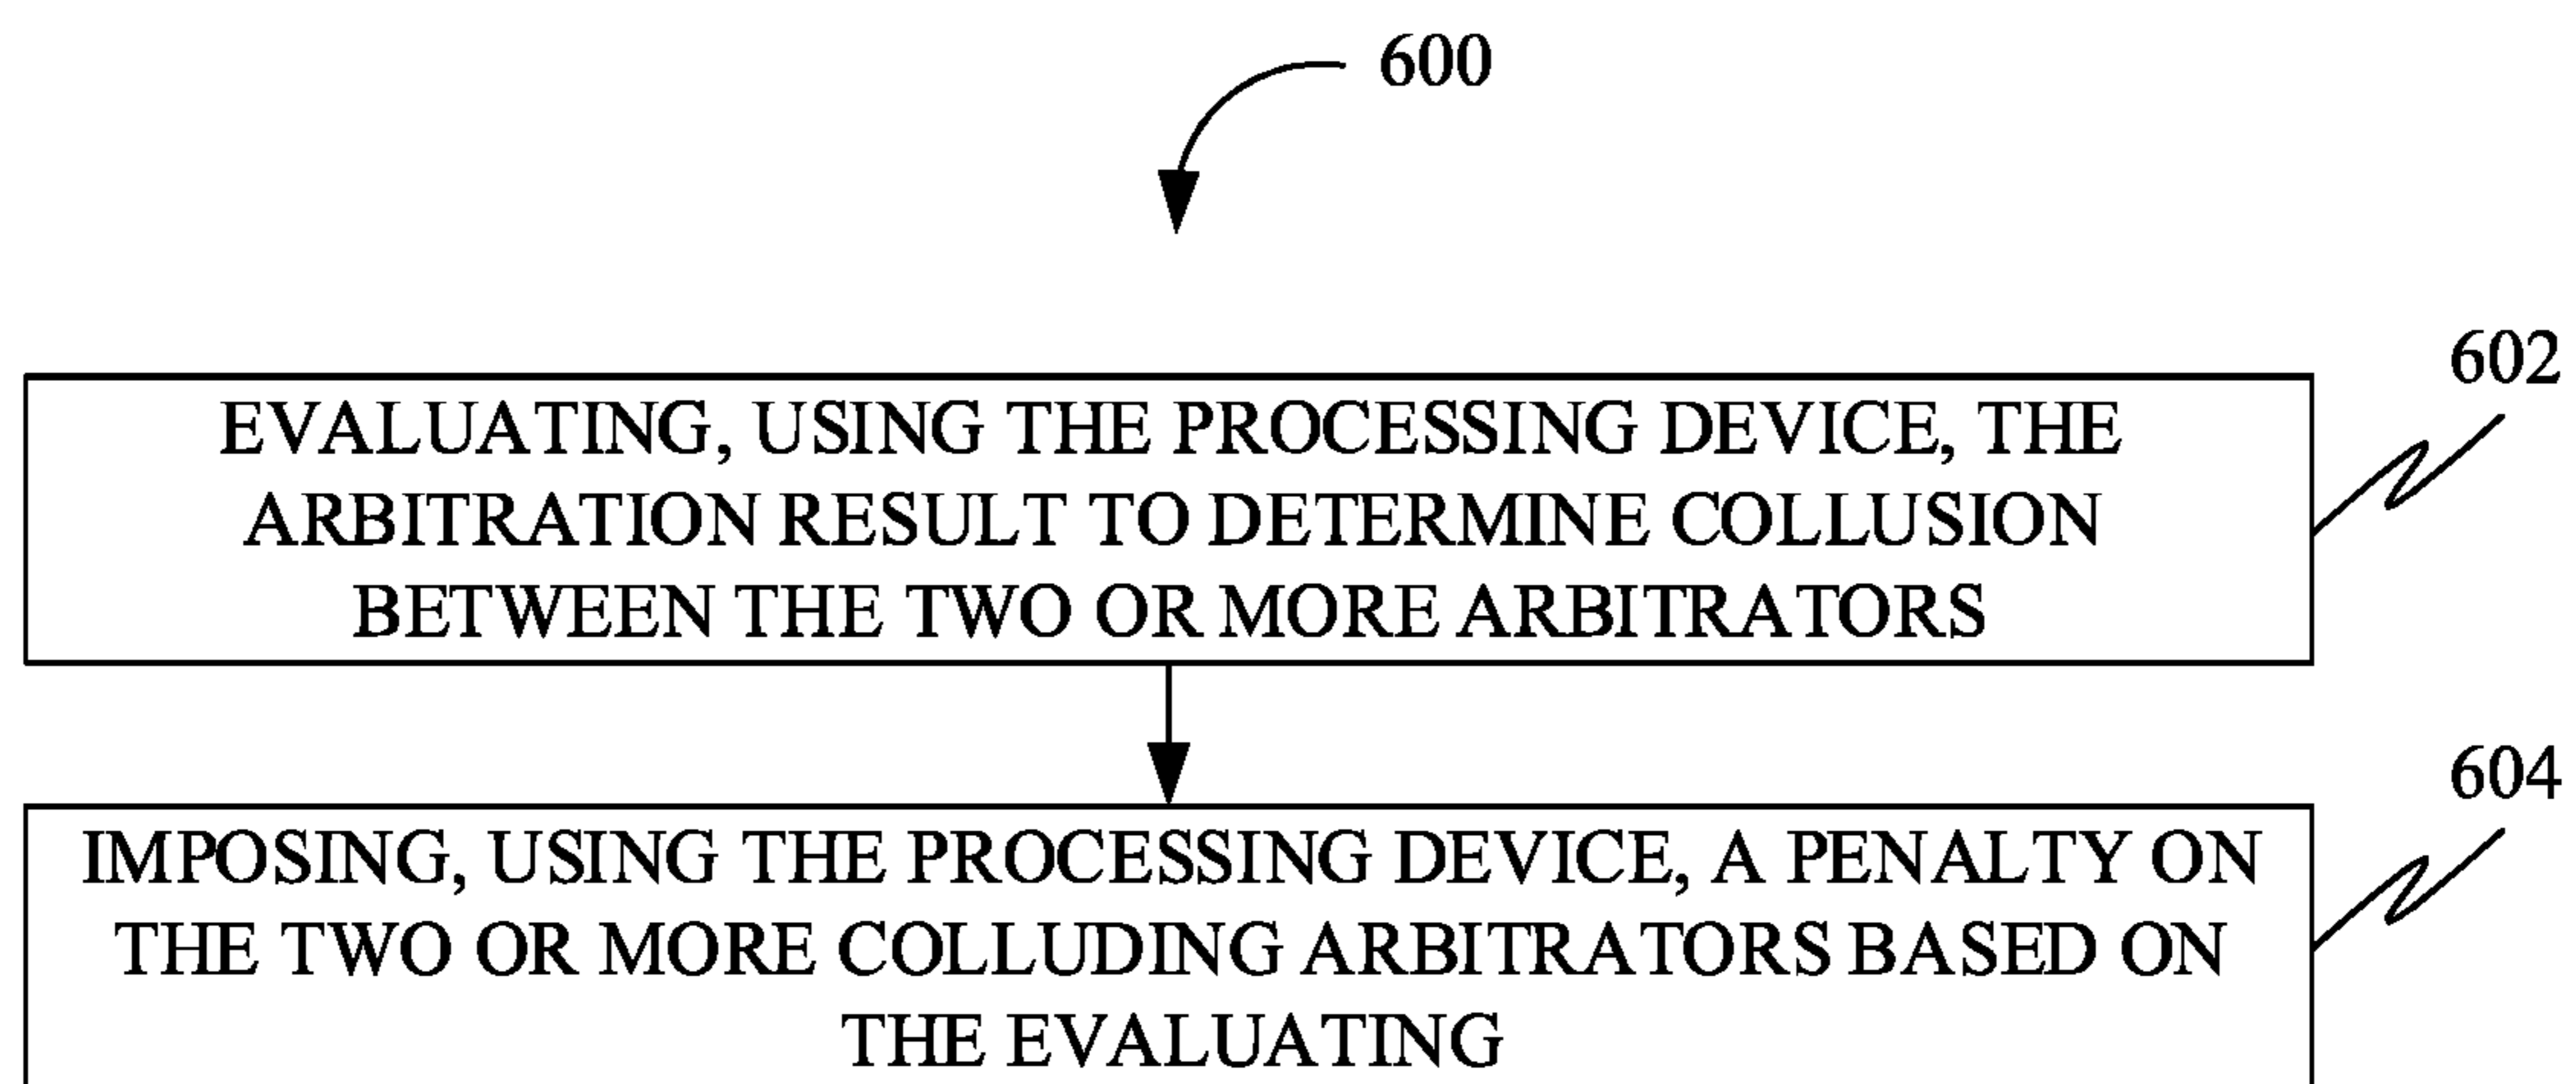 600
602
EVALUATING, USING THE PROCESSING DEVICE, THE
ARBITRATION RESULT TO DETERMINE COLLUSION
BETWEEN THE TWO OR MORE ARBITRATORS
604
IMPOSING, USING THE PROCESSING DEVICE, A PENALTY ON
THE TWO OR MORE COLLUDING ARBITRATORS BASED ON
THE EVALUATING